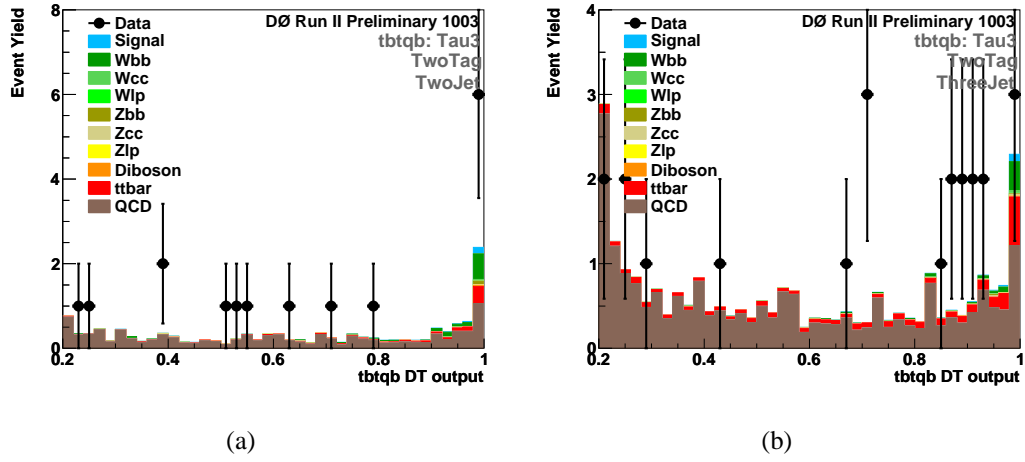 Event Yield
8
6
4
2
0
0.2
0.4
0.6
0.8
1
tbtqb DT output
Data
Signal
Wbb
Wcc
Wlp
Zbb
Zcc
Zlp
Diboson
ttbar
QCD
DØ Run II Preliminary 1003
tbtqb: Tau3
TwoTag
TwoJet
(a)
Event Yield
4
3
2
1
0
0.2
0.4
0.6
0.8
1
tbtqb DT output
Data
Signal
Wbb
Wcc
Wlp
Zbb
Zcc
Zlp
Diboson
ttbar
QCD
DØ Run II Preliminary 1003
tbtqb: Tau3
TwoTag
ThreeJet
(b)